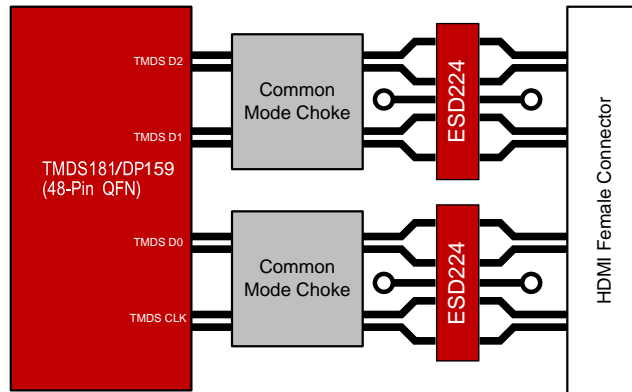 TMDS D2
TMDS D1
TMDS181/DP159
(48-Pin QFN)
TMDS D0
TMDS CLK
Common
Mode Choke
Common
Mode Choke
ESD224
ESD224
HDMI Female Connector